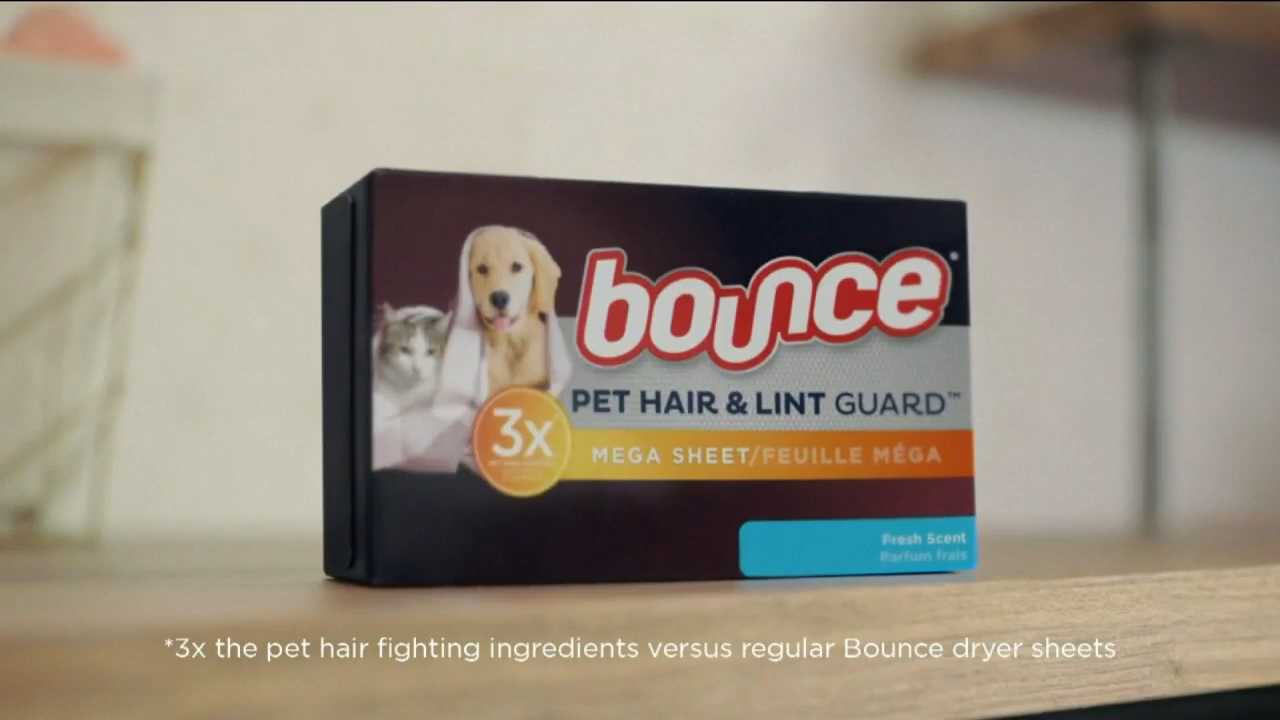 bounce
PET HAIR & LINT GUARD™
3x
MEGA SHEET/FEUILLE MÉGA
Fresh Scent
Parfum frais
*3x the pet hair fighting ingredients versus regular Bounce dryer sheets